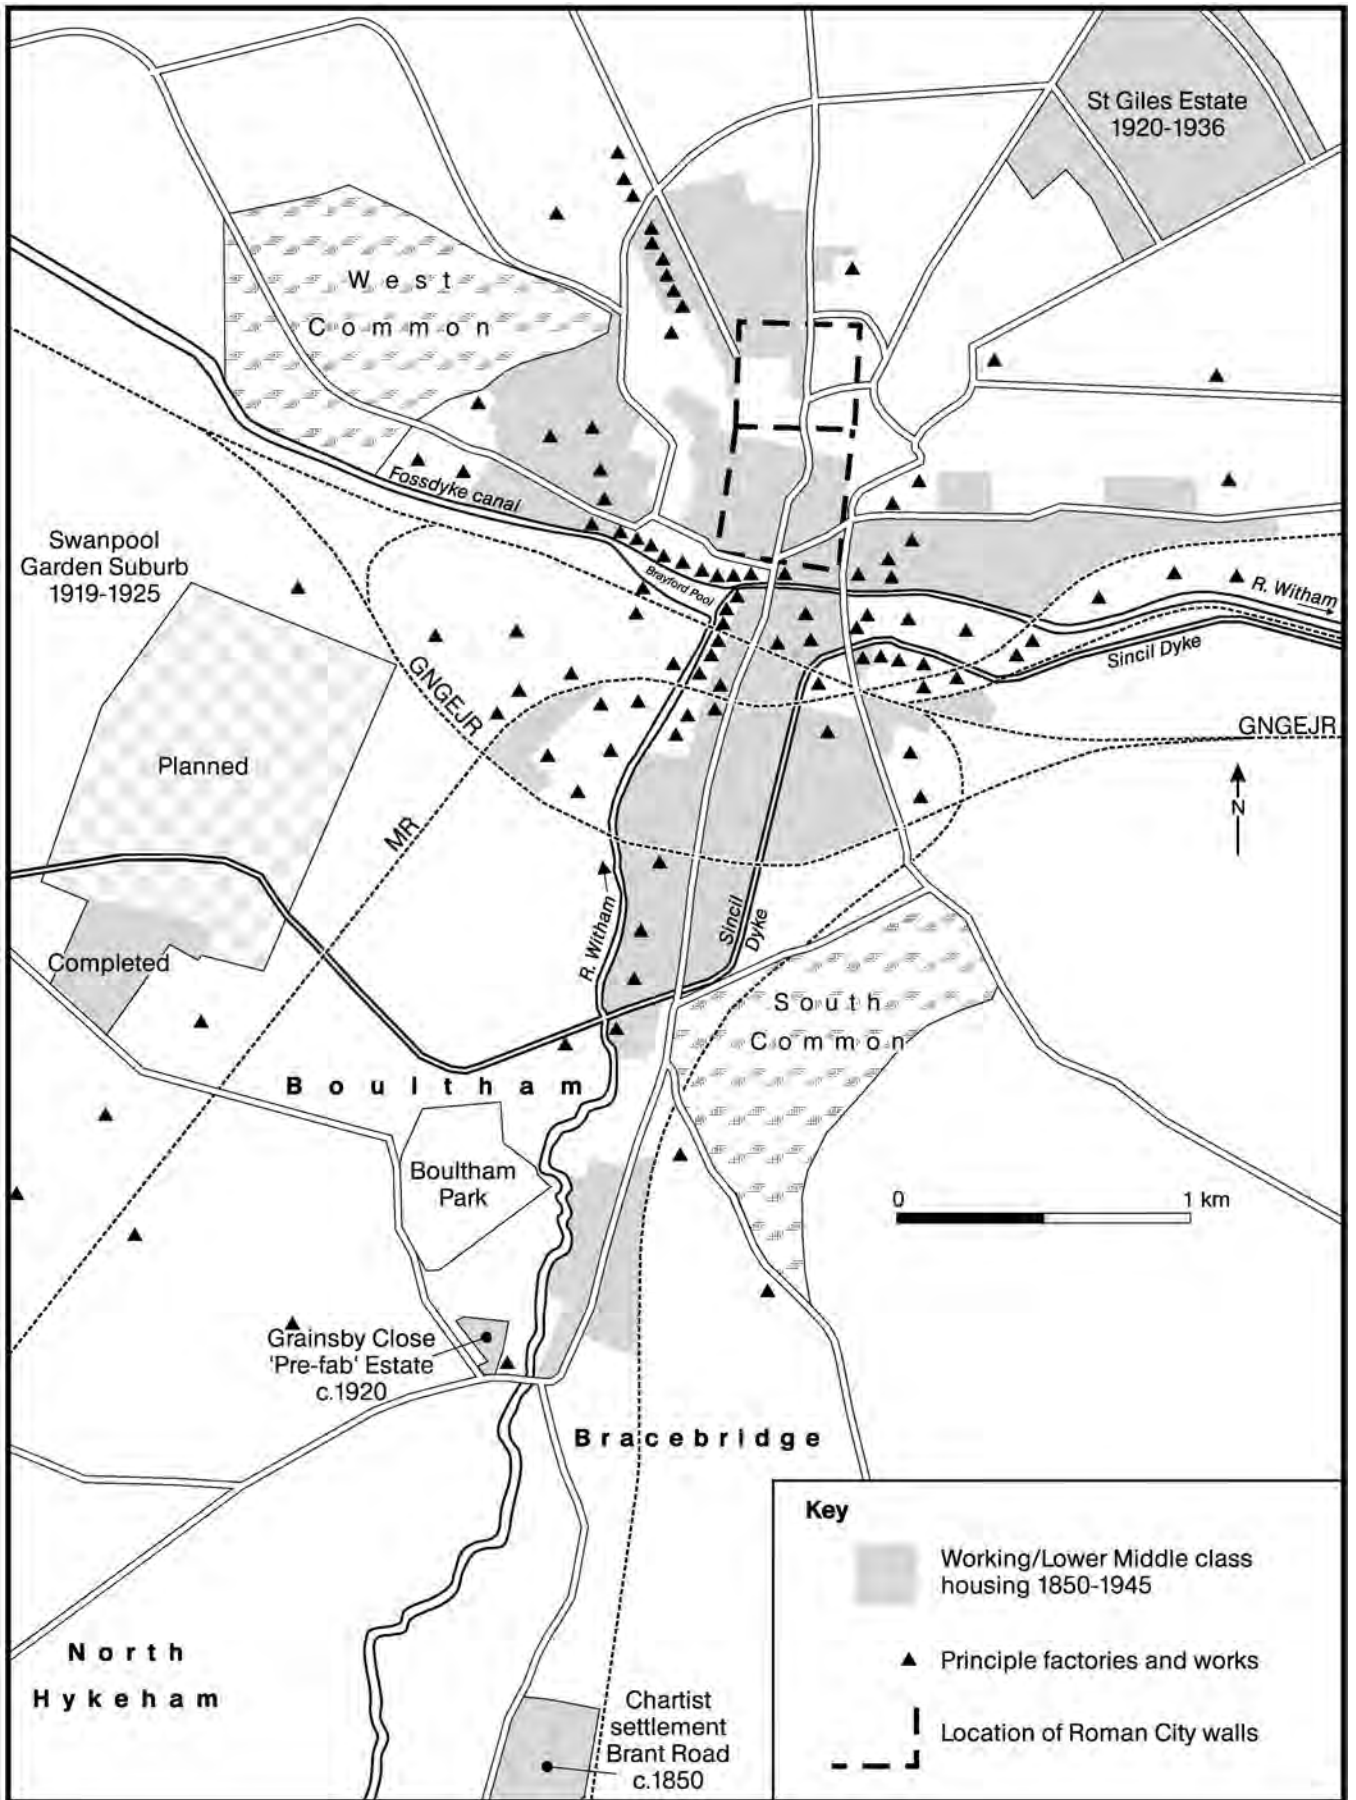 St Giles Estate
1920-1936
West
Common
Fossdyke canal
Swanpool
Garden Suburb
1919-1925
Brayford Pool
R. Witham
Sincil Dyke
GNGEJR
GNGEJR
Planned
N
MR
R. Witham
Sincil
Dyke
Completed
South
Common
Boultham
Boultham
Park
0 1 km
Grainsby Close
'Pre-fab' Estate
c.1920
Bracebridge
North
Hykeham
Chartist
settlement
Brant Road
c.1850
Key
Working/Lower Middle class
housing 1850-1945
Principle factories and works
Location of Roman City walls